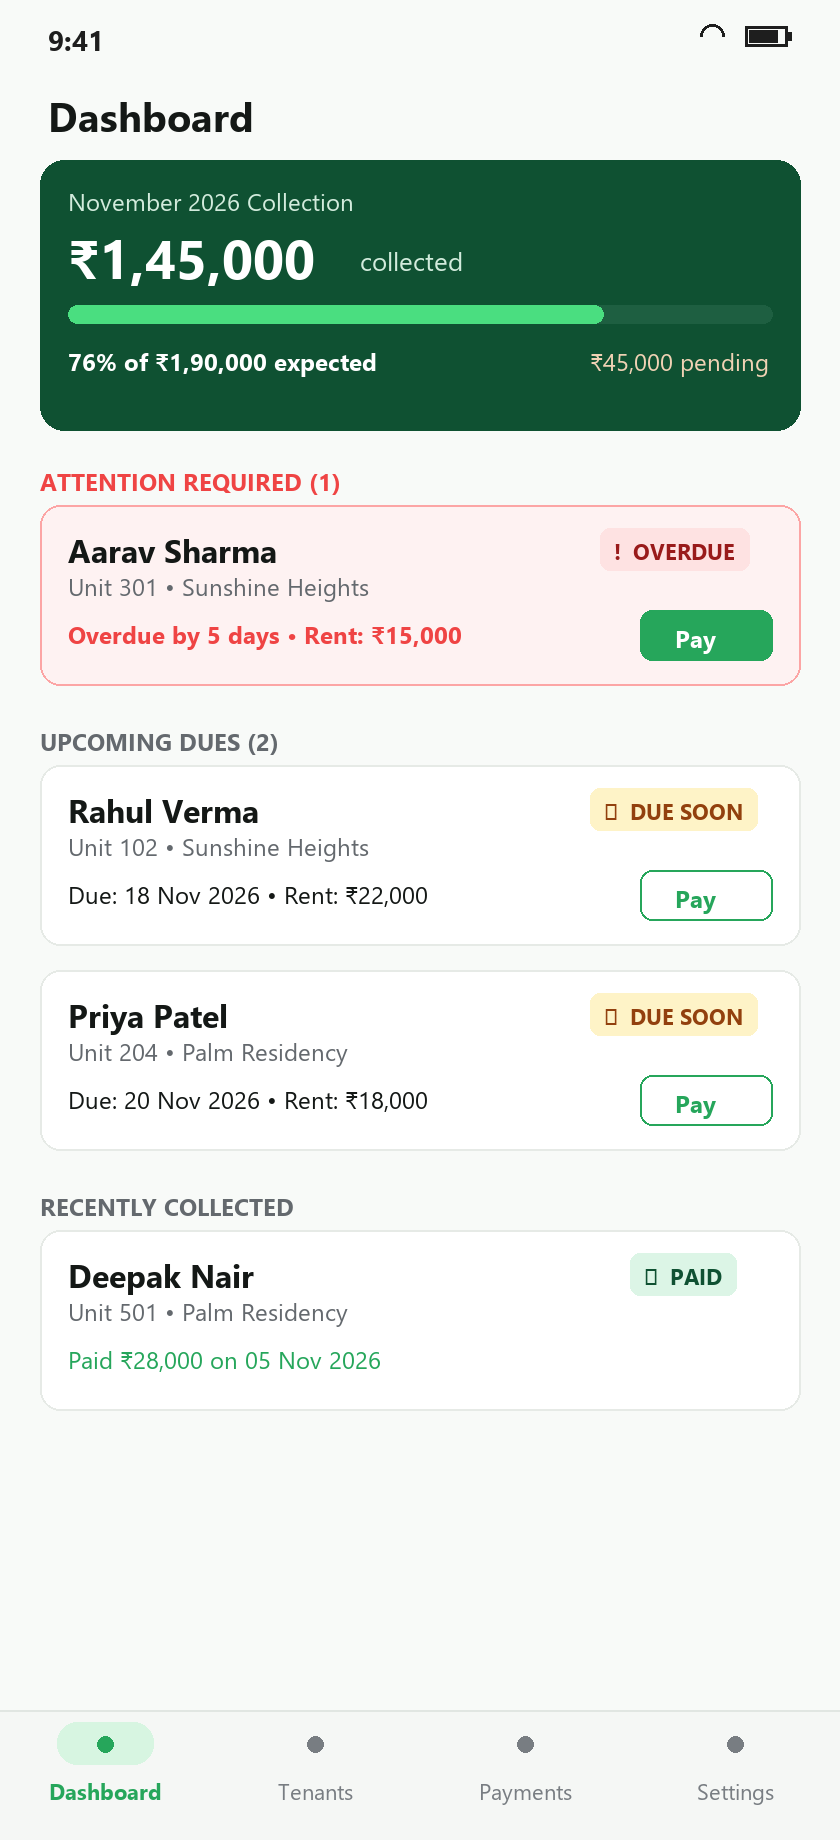 9:41
Dashboard
November 2026 Collection
₹1,45,000 collected
76% of ₹1,90,000 expected ₹45,000 pending
ATTENTION REQUIRED (1)
Aarav Sharma ! OVERDUE
Unit 301 • Sunshine Heights
Overdue by 5 days • Rent: ₹15,000 Pay
UPCOMING DUES (2)
Rahul Verma DUE SOON
Unit 102 • Sunshine Heights
Due: 18 Nov 2026 • Rent: ₹22,000 Pay
Priya Patel DUE SOON
Unit 204 • Palm Residency
Due: 20 Nov 2026 • Rent: ₹18,000 Pay
RECENTLY COLLECTED
Deepak Nair PAID
Unit 501 • Palm Residency
Paid ₹28,000 on 05 Nov 2026
Dashboard Tenants Payments Settings